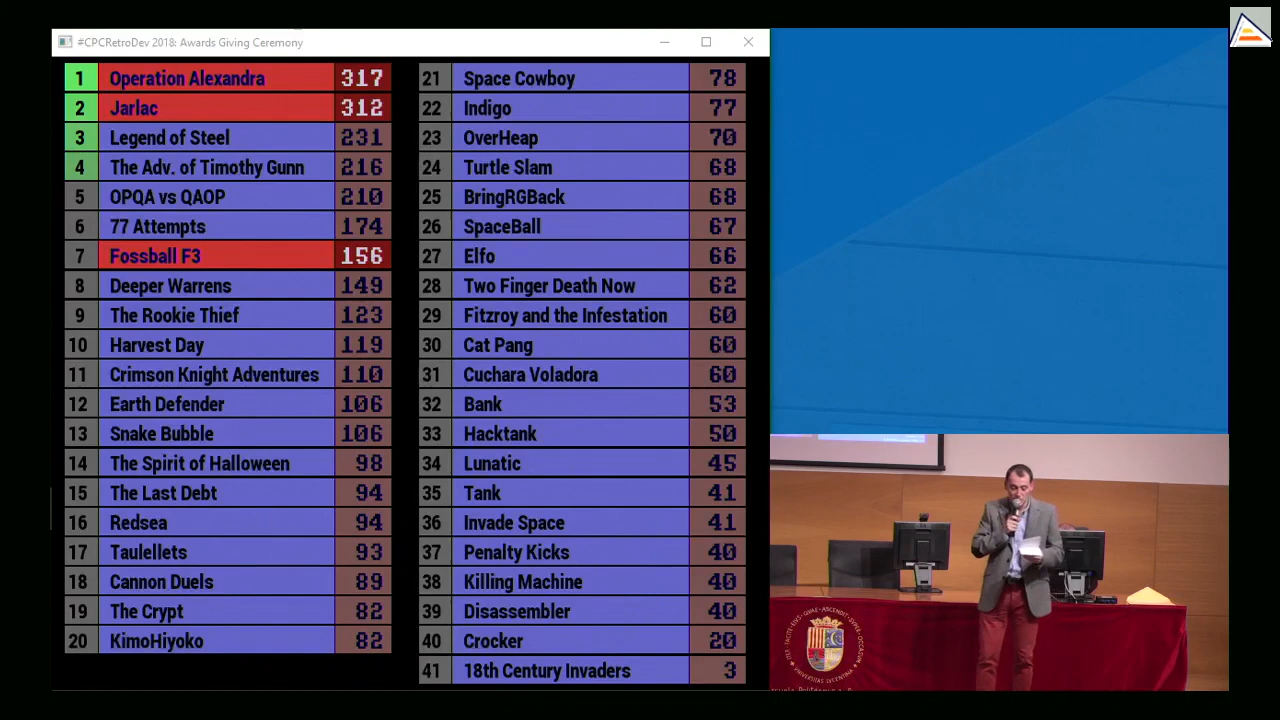 #CPCRetroDev 2018: Awards Giving Ceremony
1 Operation Alexandra 317
2 Jarlac 312
3 Legend of Steel 231
4 The Adv. of Timothy Gunn 216
5 OPQA vs QAOP 210
6 77 Attempts 174
7 Fossball F3 156
8 Deeper Warrens 149
9 The Rookie Thief 123
10 Harvest Day 119
11 Crimson Knight Adventures 110
12 Earth Defender 106
13 Snake Bubble 106
14 The Spirit of Halloween 98
15 The Last Debt 94
16 Redsea 94
17 Taulellets 93
18 Cannon Duels 89
19 The Crypt 82
20 KimoHiyoko 82
21 Space Cowboy 78
22 Indigo 77
23 OverHeap 70
24 Turtle Slam 68
25 BringRGBack 68
26 SpaceBall 67
27 Elfo 66
28 Two Finger Death Now 62
29 Fitzroy and the Infestation 60
30 Cat Pang 60
31 Cuchara Voladora 60
32 Bank 53
33 Hacktank 50
34 Lunatic 45
35 Tank 41
36 Invade Space 41
37 Penalty Kicks 40
38 Killing Machine 40
39 Disassembler 40
40 Crocker 20
41 18th Century Invaders 3